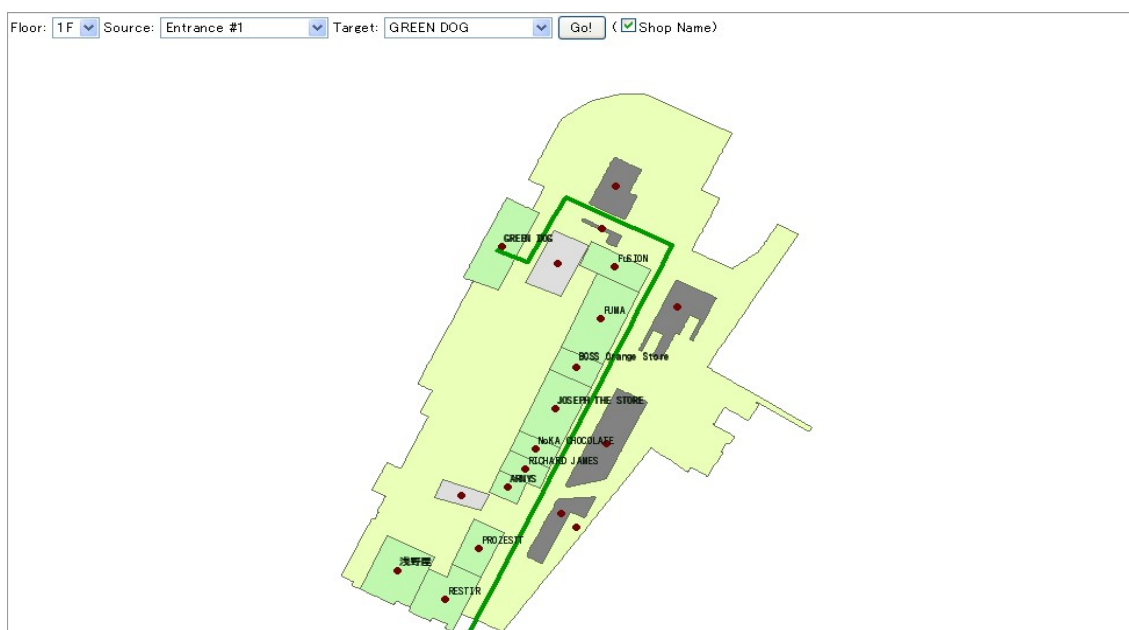 Floor: 1F Source: Entrance #1 Target: GREEN DOG Go! ( Shop Name)
GREEN DOG
FuSION
FUMA
BOSS Orange Store
JOSEPH THE STORE
NoKA CHOCOLATE
RICHARD JAMES
ARNYS
PROZESIT
浅野屋
RESTIR